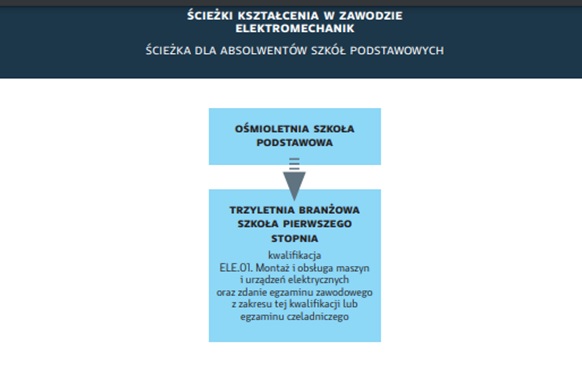 ŚCIEŻKI KSZTAŁCENIA W ZAWODZIE
ELEKTROMECHANIK
ŚCIEŻKA DLA ABSOLWENTÓW SZKÓŁ PODSTAWOWYCH
OŚMIOLETNIA SZKOŁA
PODSTAWOWA
TRZYLETNIA BRANŻOWA
SZKOŁA PIERWSZEGO
STOPNIA
kwalifikacja
ELE.01. Montaż i obsługa maszyn
i urządzeń elektrycznych
oraz zdanie egzaminu zawodowego
z zakresu tej kwalifikacji lub
egzaminu czeladniczego